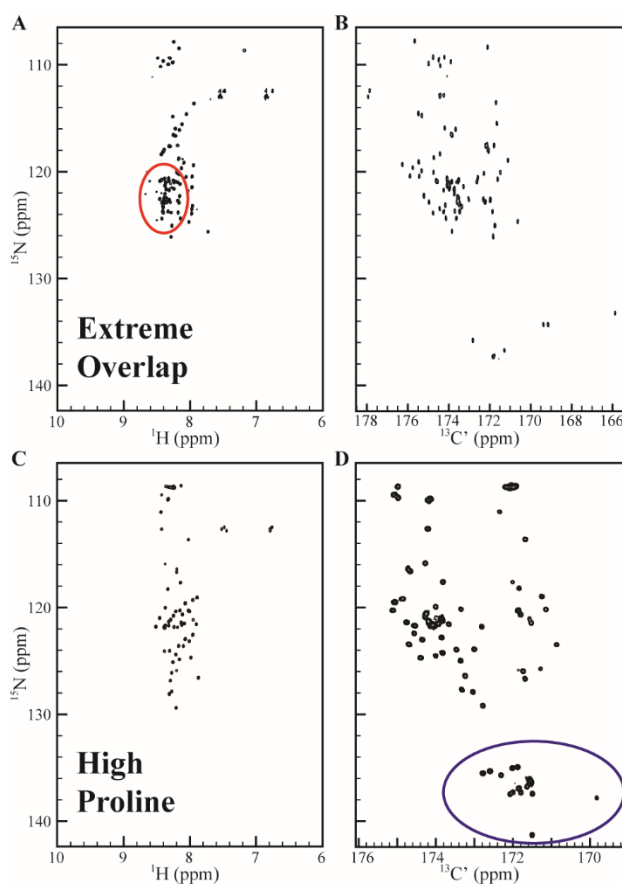 A
B
110
120
130
140
¹⁵N (ppm)
Extreme
Overlap
10
9
8
7
6
¹H (ppm)
178
176
174
172
170
168
166
¹³C' (ppm)
C
D
110
120
130
140
¹⁵N (ppm)
High
Proline
10
9
8
7
6
¹H (ppm)
176
174
172
170
¹³C' (ppm)